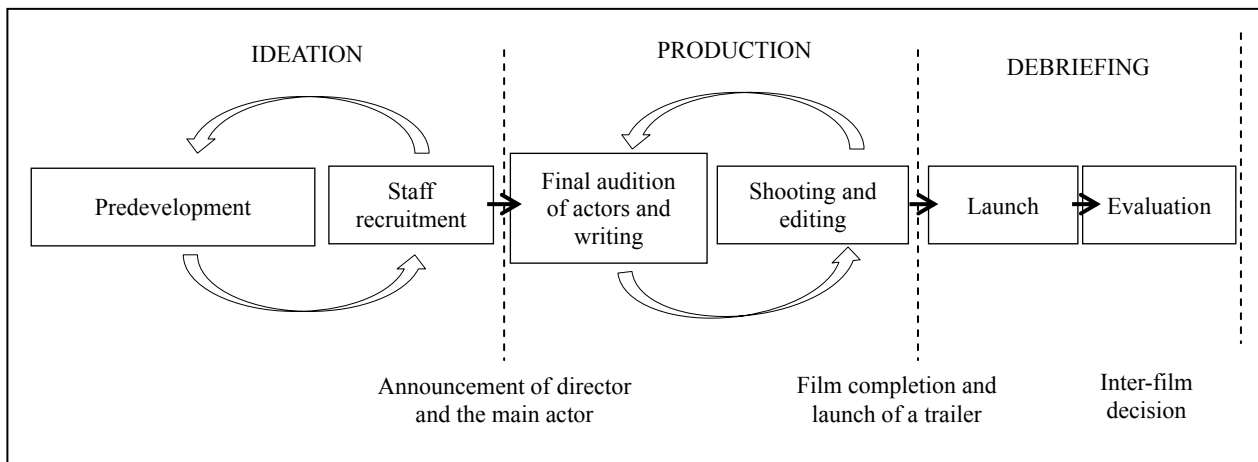 IDEATION
PRODUCTION
DEBRIEFING
Predevelopment
Staff
recruitment
Final audition
of actors and
writing
Shooting and
editing
Launch
Evaluation
Announcement of director
and the main actor
Film completion and
launch of a trailer
Inter-film
decision